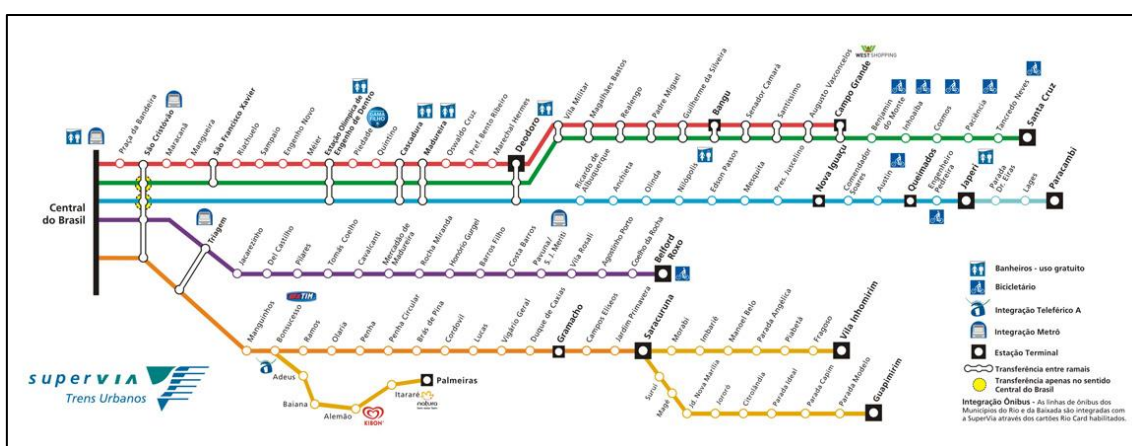 Central
do Brasil
Praça da Bandeira
São Cristóvão
Maracanã
Mangueira
São Francisco Xavier
Riachuelo
Sampaio
Engenho Novo
Méier
Estação Olímpica de
Engenho de Dentro
Piedade
GAMA
FILHO
Quintino
Cascadura
Madureira
Oswaldo Cruz
Pref. Bento Ribeiro
Marechal Hermes
Deodoro
Vila Militar
Magalhães Bastos
Realengo
Padre Miguel
Guilherme da Silveira
Bangu
Senador Camará
Santíssimo
Augusto Vasconcelos
Campo Grande
WEST SHOPPING
Benjamin
do Monte
Inhoaíba
Cosmos
Paciência
Tancredo Neves
Santa Cruz
Ricardo de
Albuquerque
Anchieta
Olinda
Nilópolis
Edson Passos
Mesquita
Pres. Juscelino
Nova Iguaçu
Comendador
Soares
Austin
Queimados
Engenheiro
Pedreira
Japeri
Parada
Dr. Eiras
Lages
Paracambi
Triagem
Jacarezinho
Del Castilho
Pilares
Tomás Coelho
Cavalcanti
Mercadão de
Madureira
Rocha Miranda
Honório Gurgel
Barros Filho
Costa Barros
Pavuna/
S. J. Meriti
Vila Rosali
Agostinho Porto
Coelho da Rocha
Belford
Roxo
Manguinhos
Bonsucesso
TIM
Ramos
Olaria
Penha
Penha Circular
Brás de Pina
Cordovil
Lucas
Vigário Geral
Duque de Caxias
Gramacho
Campos Elíseos
Jardim Primavera
Saracuruna
Morabi
Imbariê
Manoel Belo
Parada Angélica
Piabetá
Fragoso
Vila Inhomirim
Suruí
Magé
Jd. Nova Marília
Jororó
Citrolândia
Parada Ideal
Parada Capim
Parada Modelo
Guapimirim
Adeus
Baiana
Alemão
KIBON
Itararé
natura
Palmeiras
superVIA
Trens Urbanos
Banheiros - uso gratuito
Bicicletário
Integração Teleférico A
Integração Metrô
Estação Terminal
Transferência entre ramais
Transferência apenas no sentido
Central do Brasil
Integração Ônibus - As linhas de ônibus dos
Municípios do Rio e da Baixada são integradas com
a SuperVia através dos cartões Rio Card habilitados.